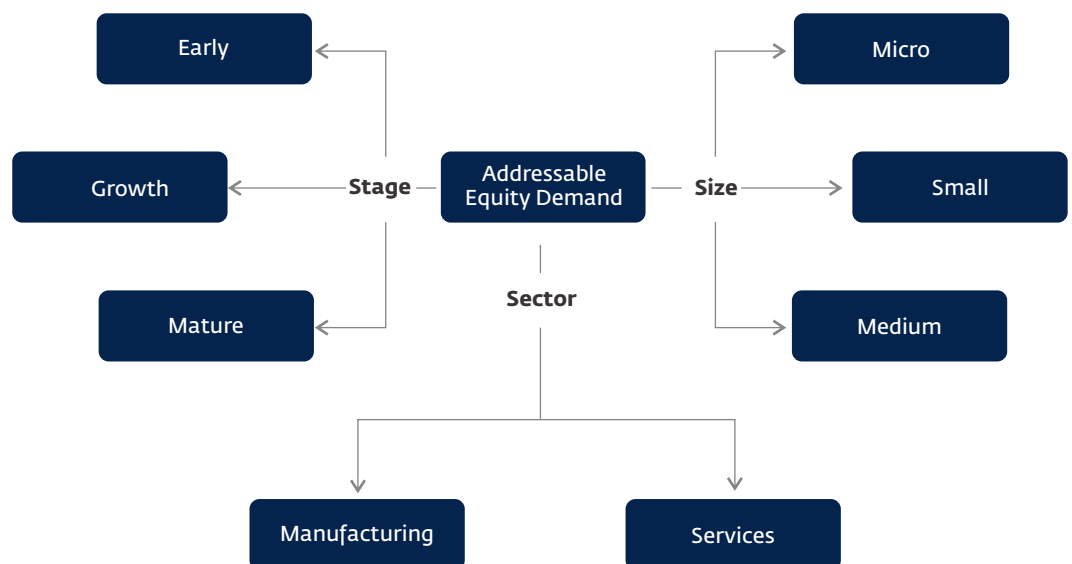 Early
Micro
Growth
Stage
Addressable
Equity Demand
Size
Small
Sector
Mature
Medium
Manufacturing
Services